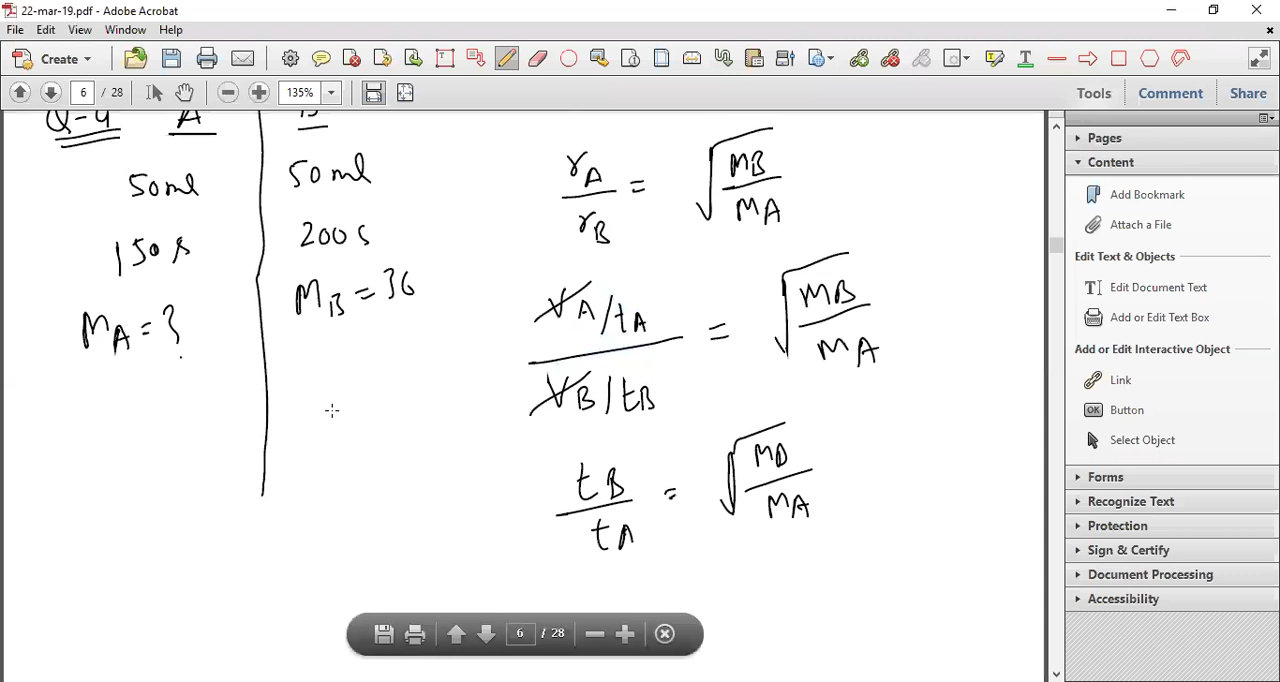 22-mar-19.pdf - Adobe Acrobat
File Edit View Window Help
Create
6 / 28 135% Tools Comment Share
Q-4 A B
50ml 50ml
150 s 200 s
MA = ? MB = 36
rA / rB = √ MB / MA
VA/tA / VB/tB = √ MB / MA
tB / tA = √ MB / MA
6 / 28
Pages
Content
Add Bookmark
Attach a File
Edit Text & Objects
Edit Document Text
Add or Edit Text Box
Add or Edit Interactive Object
Link
OK Button
Select Object
Forms
Recognize Text
Protection
Sign & Certify
Document Processing
Accessibility